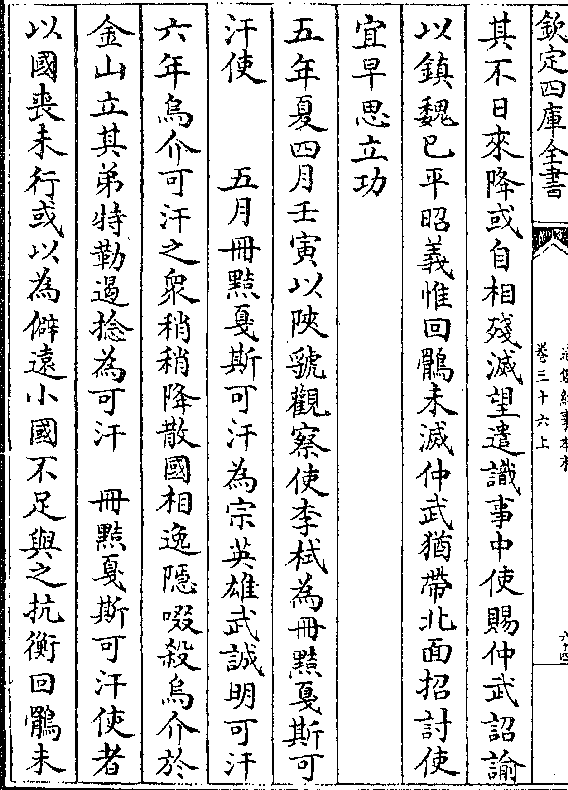 欽定四庫全書
卷三十六上
其不日來降或自相殘滅望遣識事中使賜仲武詔諭
以鎮魏已平昭義惟回鶻未滅仲武猶帶北面招討使
宜早思立功
五年夏四月壬寅以陜虢觀察使李栻為冊黠戛斯可
汗使 五月冊黠戛斯可汗為宗英雄武誠明可汗
六年烏介可汗之衆稍稍降散國相逸隱啜殺烏介於
金山立其弟特勒遏捻為可汗 冊黠戛斯可汗使者
以國喪未行或以為僻遠小國不足與之抗衡回鶻未